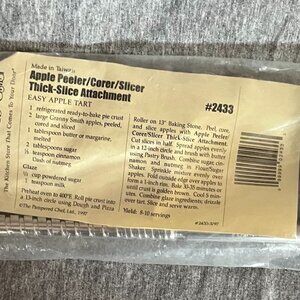 Made in Taiwan
Apple Peeler/Corer/Slicer
Thick-Slice Attachment
#2433
EASY APPLE TART
1 refrigerated ready-to-bake pie crust
2 large Granny Smith apples, peeled,
cored and sliced
1 tablespoon butter or margarine,
2 tablespoons sugar
1 teaspoon cinnamon
Dash of nutmeg
Glaze
1/3 cup powdered sugar
1 teaspoon milk
Preheat oven to 400°F. Roll pie crust into
a 13-inch circle using Dough and Pizza
©The Pampered Chef, Ltd., 1997
Roller on 13" Baking Stone. Peel, core,
and slice apples with Apple Peeler/
Corer/Slicer Thick-Slice Attachment.
Cut slices in half. Spread apples evenly
in a 12-inch circle and brush with butter
using Pastry Brush. Combine sugar, cin-
namon, and nutmeg in Flour/Sugar
Shaker. Sprinkle mixture evenly over
apples. Fold outside edge over apples to
form a 1-inch rim. Bake 30-35 minutes or
until crust is golden brown. Cool 5 min-
utes. Combine glaze ingredients; drizzle
over tart. Slice and serve warm.
Yield: 8-10 servings
#2433-3/97
The Kitchen Store That Comes To Your Door